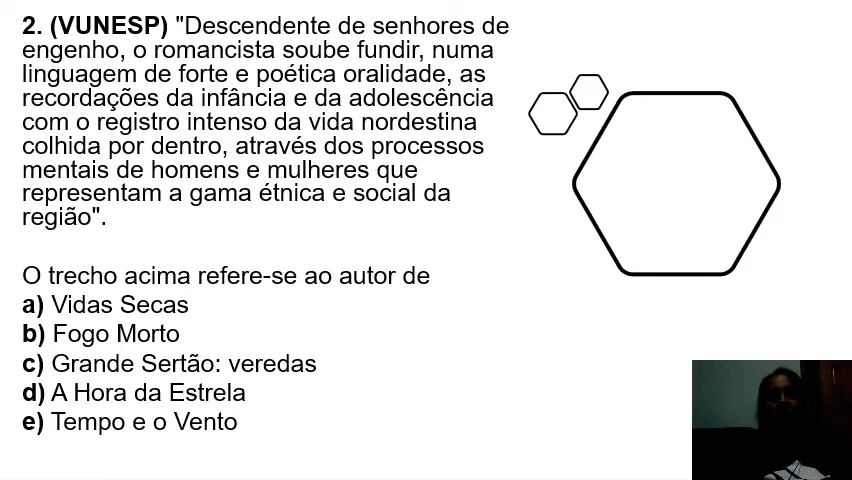 2. (VUNESP) "Descendente de senhores de
engenho, o romancista soube fundir, numa
linguagem de forte e poética oralidade, as
recordações da infância e da adolescência
com o registro intenso da vida nordestina
colhida por dentro, através dos processos
mentais de homens e mulheres que
representam a gama étnica e social da
região".
O trecho acima refere-se ao autor de
a) Vidas Secas
b) Fogo Morto
c) Grande Sertão: veredas
d) A Hora da Estrela
e) Tempo e o Vento